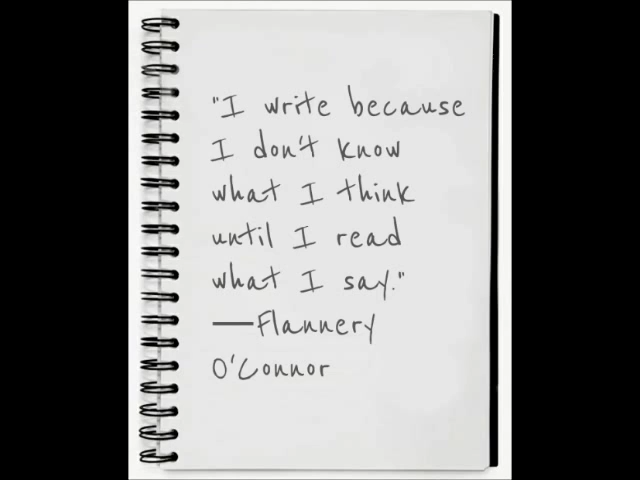 "I write because
I don't know
what I think
until I read
what I say."
—Flannery
O'Connor